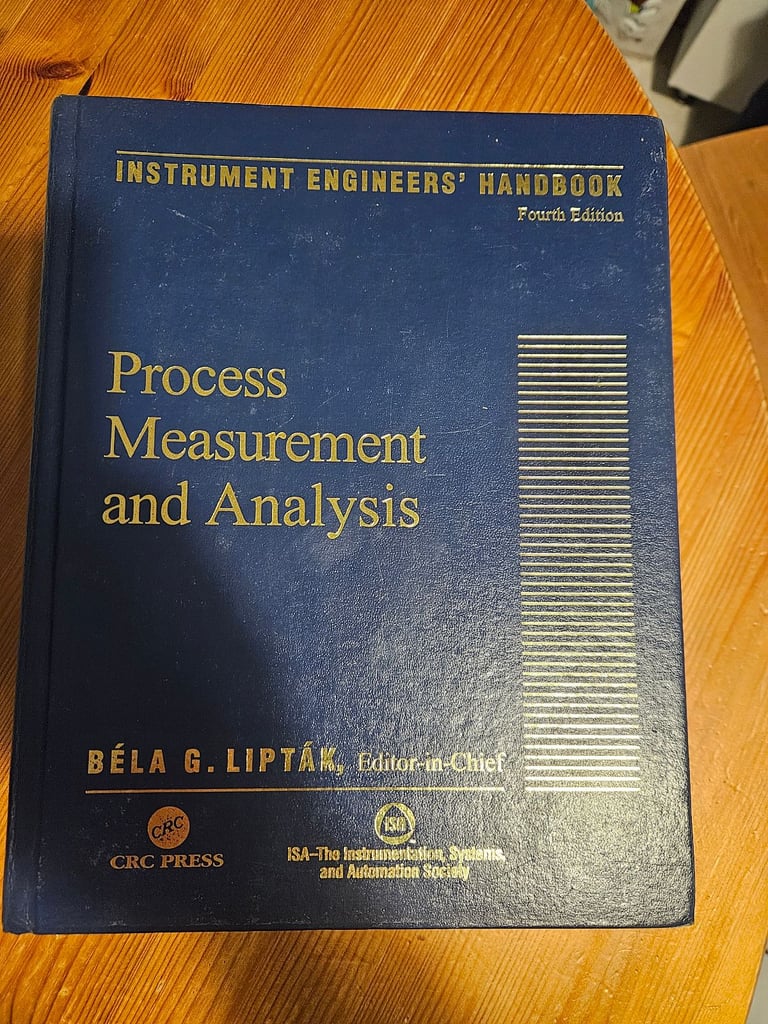 INSTRUMENT ENGINEERS' HANDBOOK
Fourth Edition
Process
Measurement
and Analysis
BÉLA G. LIPTÁK, Editor-in-Chief
CRC
CRC PRESS
ISA
ISA–The Instrumentation, Systems,
and Automation Society